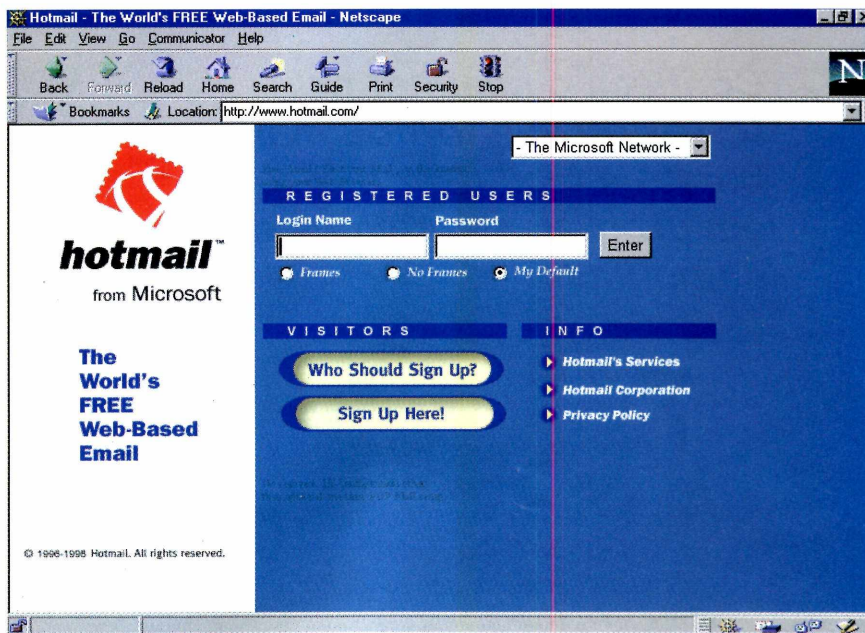 Hotmail - The World's FREE Web-Based Email - Netscape
File Edit View Go Communicator Help
Back Forward Reload Home Search Guide Print Security Stop
N
Bookmarks Location: http://www.hotmail.com/
- The Microsoft Network -
REGISTERED USERS
Login Name Password
Enter
Frames No Frames My Default
hotmail™
from Microsoft
VISITORS INFO
Who Should Sign Up?
Sign Up Here!
Hotmail's Services
Hotmail Corporation
Privacy Policy
The
World's
FREE
Web-Based
Email
© 1996-1998 Hotmail. All rights reserved.